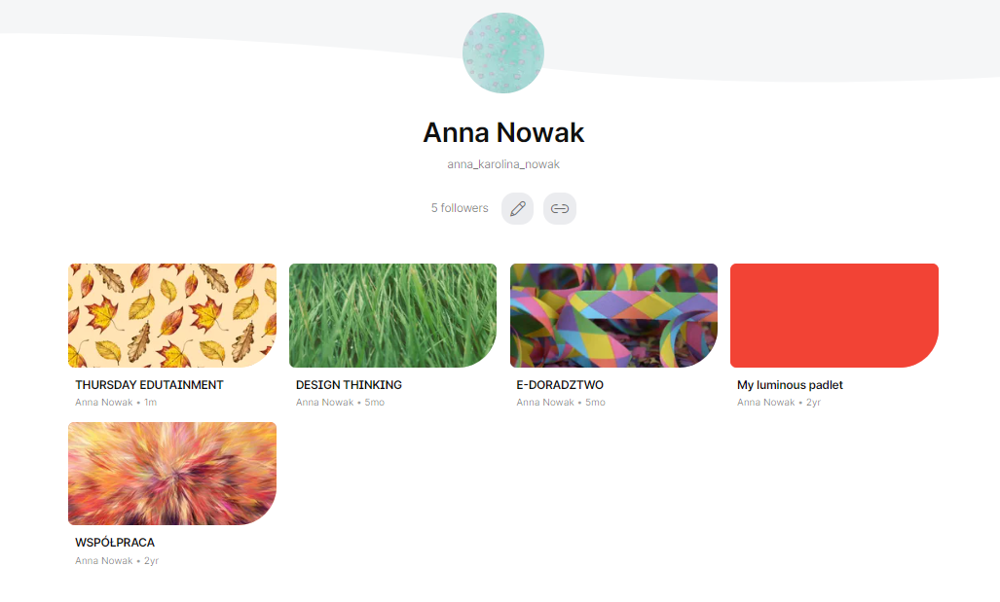 Anna Nowak
anna_karolina_nowak
5 followers
THURSDAY EDUTAINMENT
Anna Nowak • 1m
DESIGN THINKING
Anna Nowak • 5mo
E-DORADZTWO
Anna Nowak • 5mo
My luminous padlet
Anna Nowak • 2yr
WSPÓŁPRACA
Anna Nowak • 2yr